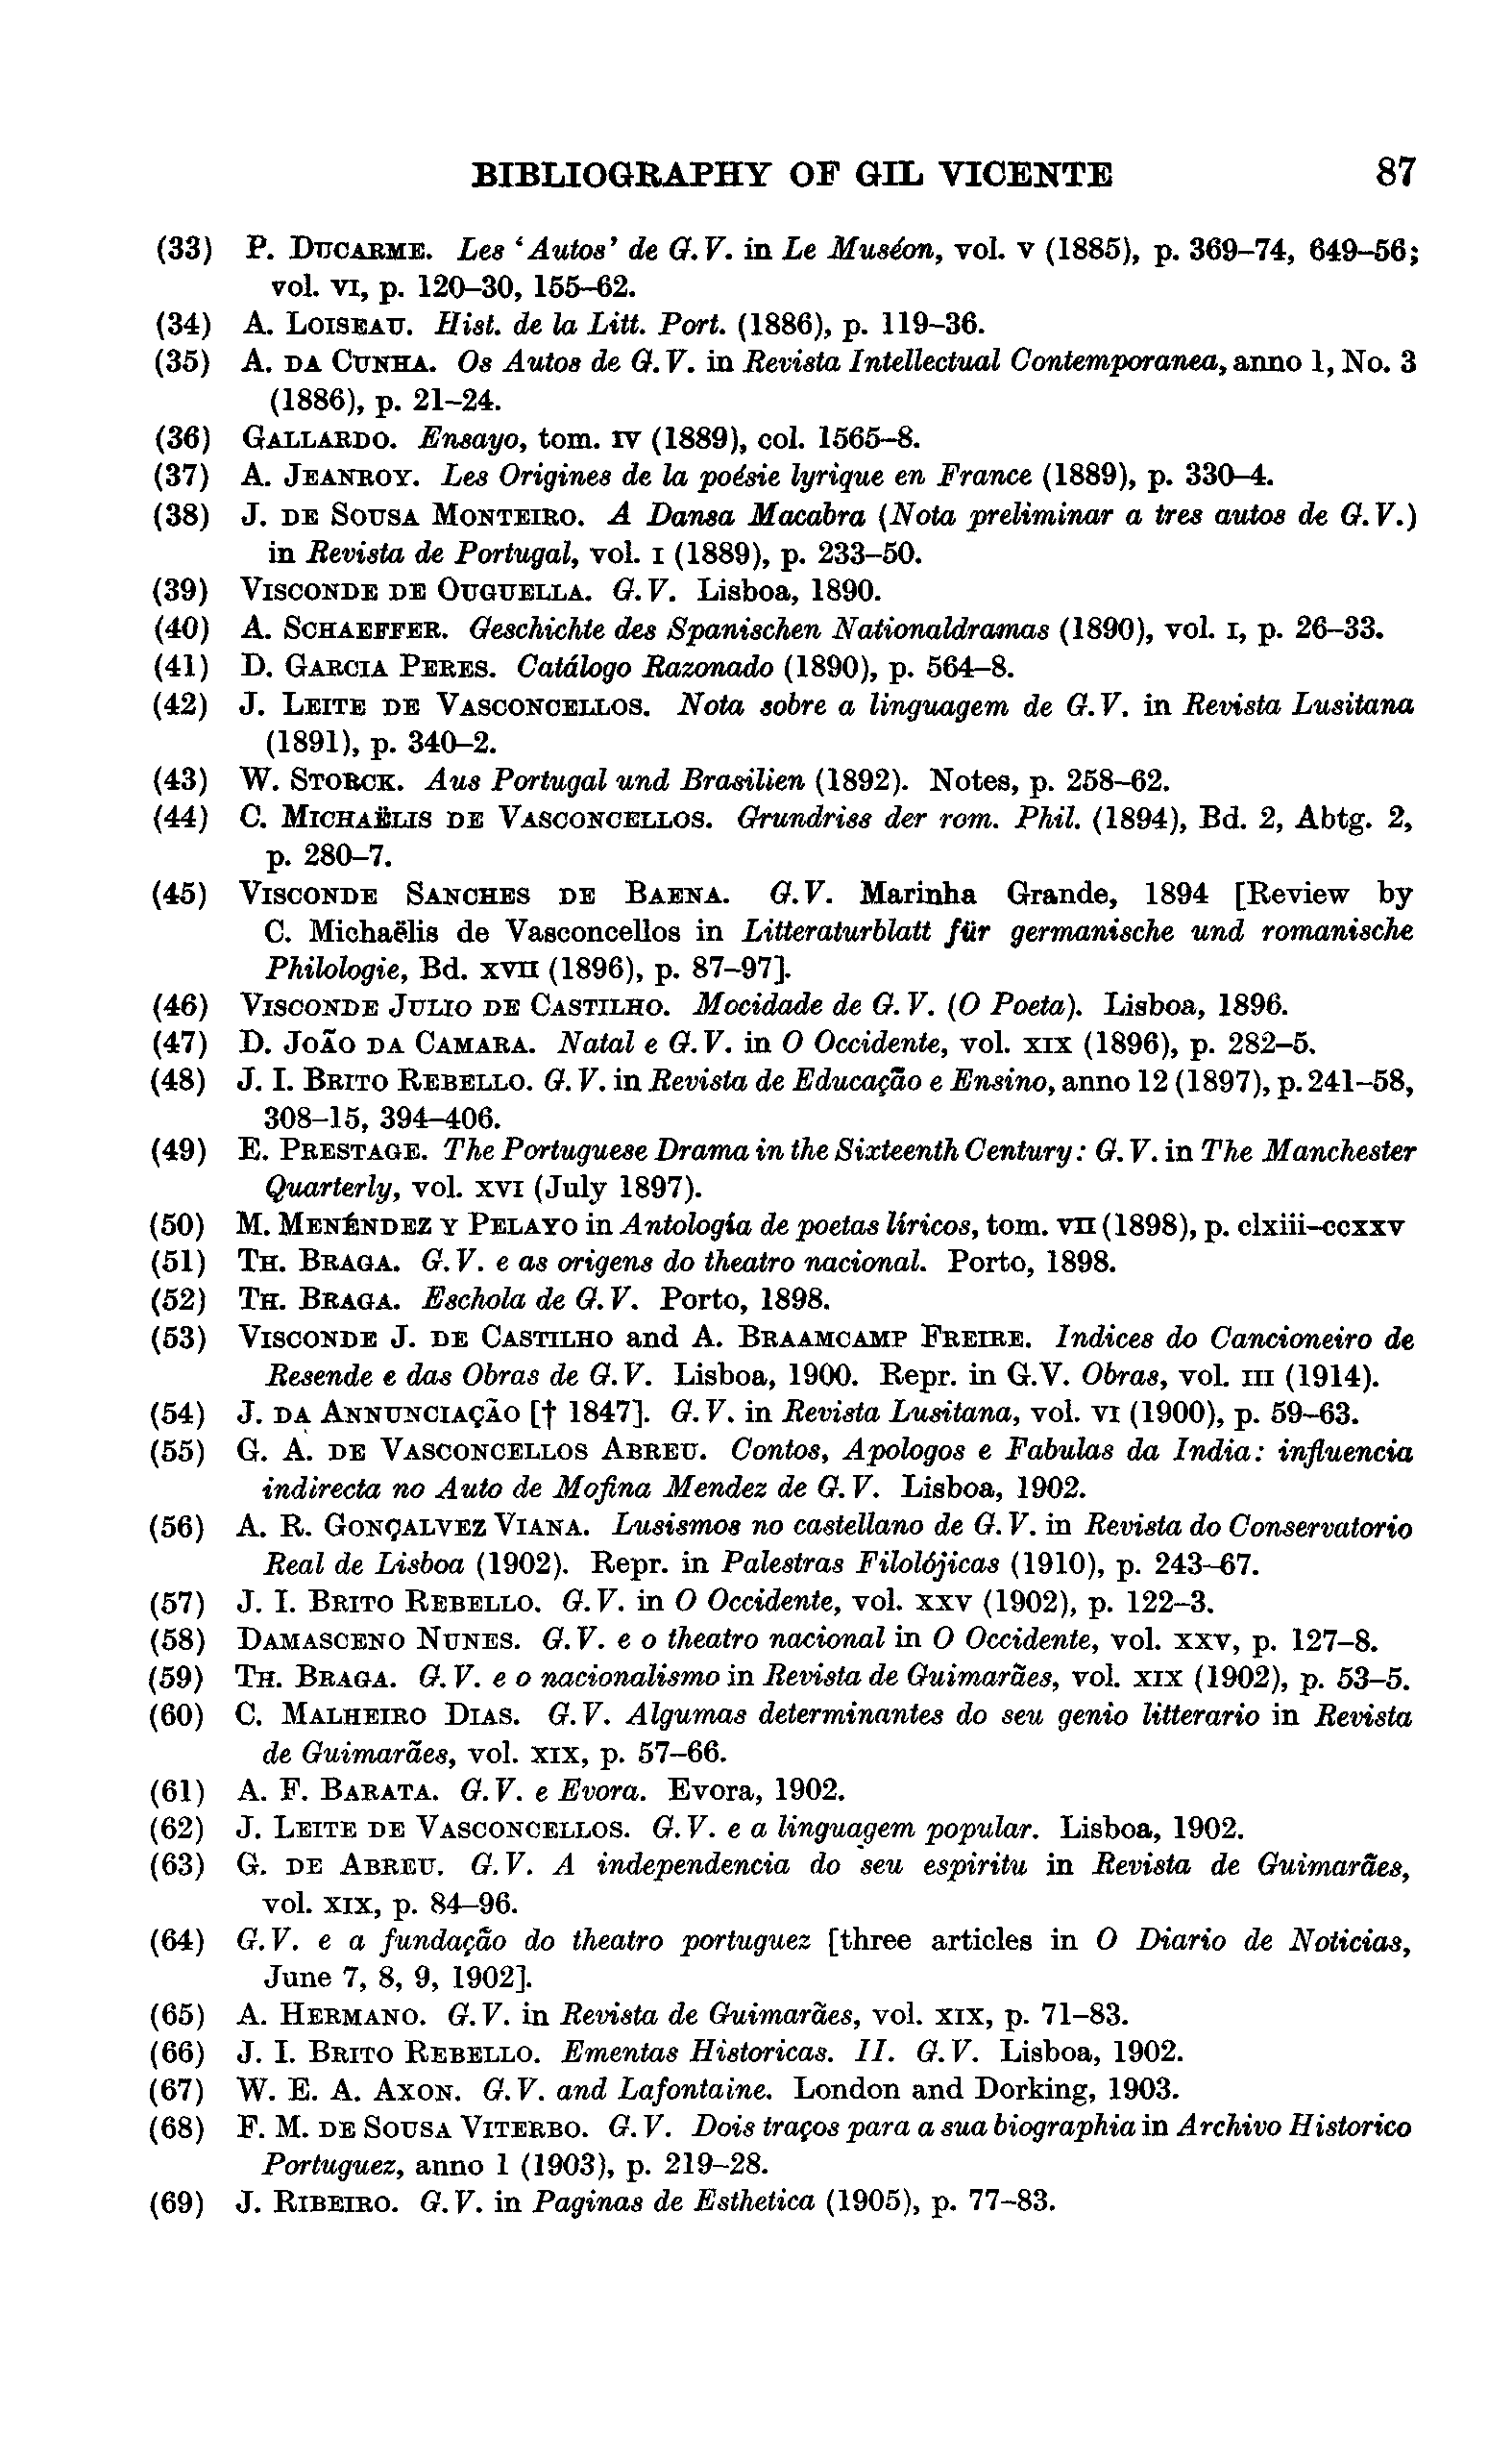 BIBLIOGRAPHY OF GIL VICENTE 87
(33) P. DUCARME. Les ‘Autos’ de G. V. in Le Muséon, vol. V (1885), p. 369–74, 649–56;
vol. VI, p. 120–30, 155–62.
(34) A. LOISEAU. Hist. de la Litt. Port. (1886), p. 119–36.
(35) A. DA CUNHA. Os Autos de G. V. in Revista Intellectual Contemporanea, anno 1, No. 3
(1886), p. 21–24.
(36) GALLARDO. Ensayo, tom. IV (1889), col. 1565–8.
(37) A. JEANROY. Les Origines de la poésie lyrique en France (1889), p. 330–4.
(38) J. DE SOUSA MONTEIRO. A Dansa Macabra (Nota preliminar a tres autos de G. V.)
in Revista de Portugal, vol. I (1889), p. 233–50.
(39) VISCONDE DE OUGUELLA. G. V. Lisboa, 1890.
(40) A. SCHAEFFER. Geschichte des Spanischen Nationaldramas (1890), vol. I, p. 26–33.
(41) D. GARCIA PERES. Catálogo Razonado (1890), p. 564–8.
(42) J. LEITE DE VASCONCELLOS. Nota sobre a linguagem de G. V. in Revista Lusitana
(1891), p. 340–2.
(43) W. STORCK. Aus Portugal und Brasilien (1892). Notes, p. 258–62.
(44) C. MICHAËLIS DE VASCONCELLOS. Grundriss der rom. Phil. (1894), Bd. 2, Abtg. 2,
p. 280–7.
(45) VISCONDE SANCHES DE BAENA. G. V. Marinha Grande, 1894 [Review by
C. Michaëlis de Vasconcellos in Litteraturblatt für germanische und romanische
Philologie, Bd. XVII (1896), p. 87–97].
(46) VISCONDE JULIO DE CASTILHO. Mocidade de G. V. (O Poeta). Lisboa, 1896.
(47) D. JOÃO DA CAMARA. Natal e G. V. in O Occidente, vol. XIX (1896), p. 282–5.
(48) J. I. BRITO REBELLO. G. V. in Revista de Educação e Ensino, anno 12 (1897), p. 241–58,
308–15, 394–406.
(49) E. PRESTAGE. The Portuguese Drama in the Sixteenth Century: G. V. in The Manchester
Quarterly, vol. XVI (July 1897).
(50) M. MENÉNDEZ Y PELAYO in Antología de poetas líricos, tom. VII (1898), p. clxiii–ccxxv
(51) TH. BRAGA. G. V. e as origens do theatro nacional. Porto, 1898.
(52) TH. BRAGA. Eschola de G. V. Porto, 1898.
(53) VISCONDE J. DE CASTILHO and A. BRAAMCAMP FREIRE. Indices do Cancioneiro de
Resende e das Obras de G. V. Lisboa, 1900. Repr. in G.V. Obras, vol. III (1914).
(54) J. DA ANNUNCIAÇÃO [† 1847]. G. V. in Revista Lusitana, vol. VI (1900), p. 59–63.
(55) G. A. DE VASCONCELLOS ABREU. Contos, Apologos e Fabulas da India: influencia
indirecta no Auto de Mofina Mendez de G. V. Lisboa, 1902.
(56) A. R. GONÇALVEZ VIANA. Lusismos no castellano de G. V. in Revista do Conservatorio
Real de Lisboa (1902). Repr. in Palestras Filolójicas (1910), p. 243–67.
(57) J. I. BRITO REBELLO. G. V. in O Occidente, vol. XXV (1902), p. 122–3.
(58) DAMASCENO NUNES. G. V. e o theatro nacional in O Occidente, vol. XXV, p. 127–8.
(59) TH. BRAGA. G. V. e o nacionalismo in Revista de Guimarães, vol. XIX (1902), p. 53–5.
(60) C. MALHEIRO DIAS. G. V. Algumas determinantes do seu genio litterario in Revista
de Guimarães, vol. XIX, p. 57–66.
(61) A. F. BARATA. G. V. e Evora. Evora, 1902.
(62) J. LEITE DE VASCONCELLOS. G. V. e a linguagem popular. Lisboa, 1902.
(63) G. DE ABREU. G. V. A independencia do seu espiritu in Revista de Guimarães,
vol. XIX, p. 84–96.
(64) G. V. e a fundação do theatro portuguez [three articles in O Diario de Noticias,
June 7, 8, 9, 1902].
(65) A. HERMANO. G. V. in Revista de Guimarães, vol. XIX, p. 71–83.
(66) J. I. BRITO REBELLO. Ementas Historicas. II. G. V. Lisboa, 1902.
(67) W. E. A. AXON. G. V. and Lafontaine. London and Dorking, 1903.
(68) F. M. DE SOUSA VITERBO. G. V. Dois traços para a sua biographia in Archivo Historico
Portuguez, anno 1 (1903), p. 219–28.
(69) J. RIBEIRO. G. V. in Paginas de Esthetica (1905), p. 77–83.